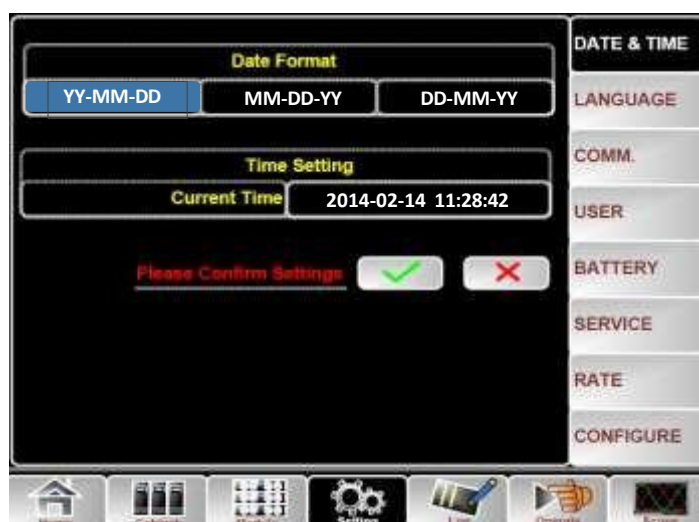 DATE & TIME
Date Format
YY-MM-DD MM-DD-YY DD-MM-YY
LANGUAGE
Time Setting
COMM.
Current Time 2014-02-14 11:28:42
USER
Please Confirm Settings
BATTERY
SERVICE
RATE
CONFIGURE
Setting